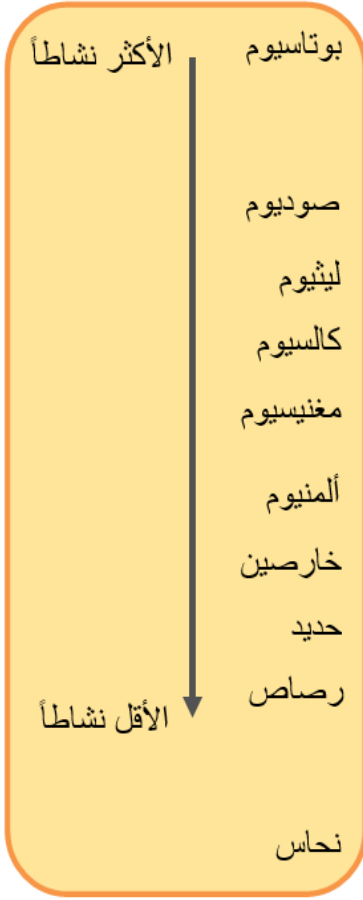 بوتاسيوم
الأكثر نشاطاً
صوديوم
ليثيوم
كالسيوم
مغنيسيوم
ألمنيوم
خارصين
حديد
رصاص
الأقل نشاطاً
نحاس